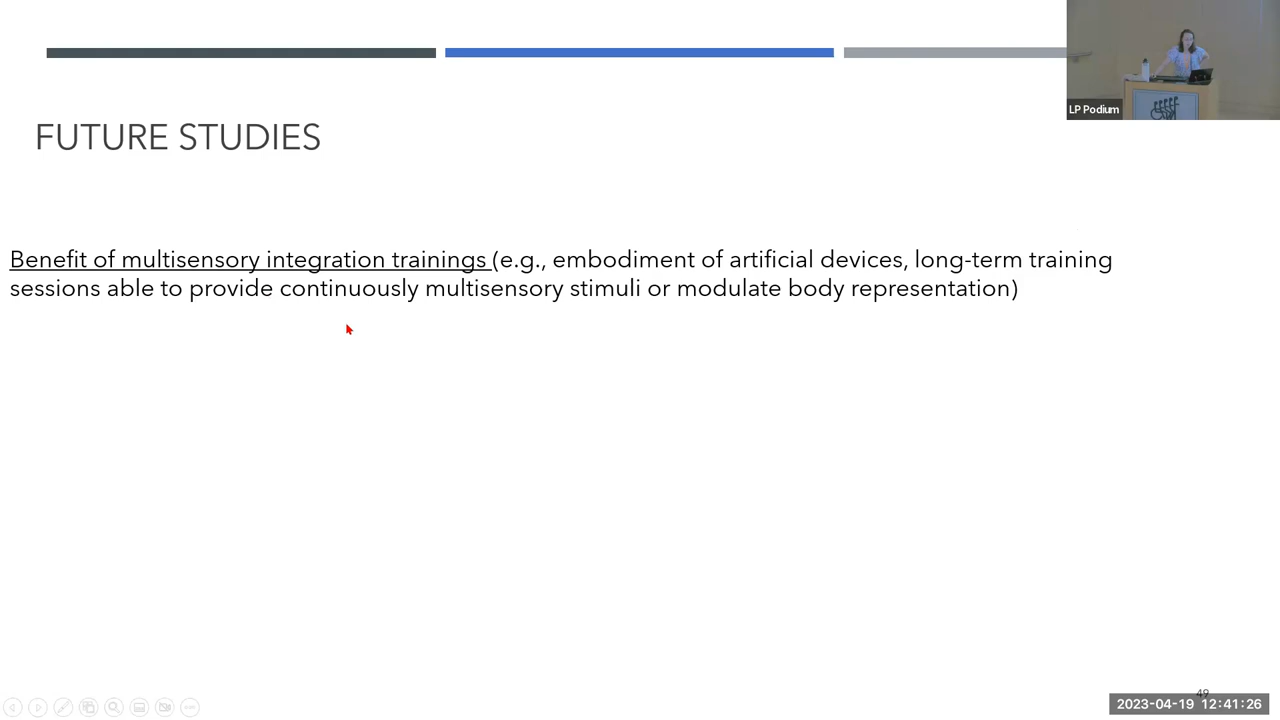 LP Podium
FUTURE STUDIES
Benefit of multisensory integration trainings (e.g., embodiment of artificial devices, long-term training
sessions able to provide continuously multisensory stimuli or modulate body representation)
49
2023-04-19 12:41:26